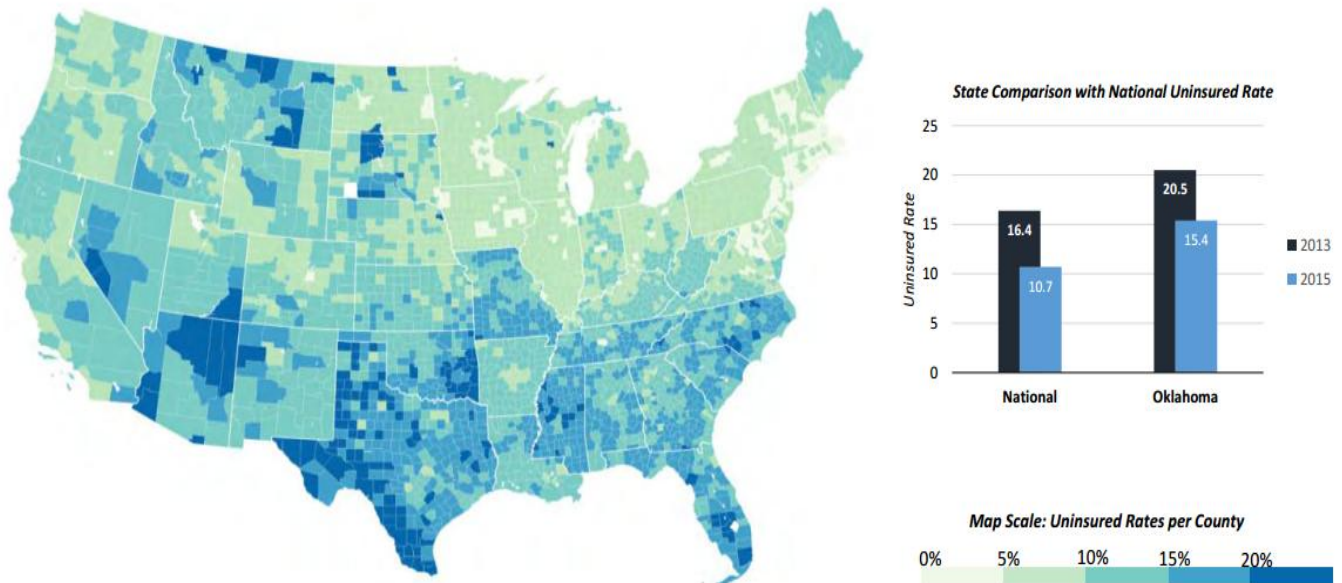 State Comparison with National Uninsured Rate
25
20
15
10
5
0
Uninsured Rate
16.4
10.7
20.5
15.4
National
Oklahoma
2013
2015
Map Scale: Uninsured Rates per County
0% 5% 10% 15% 20%